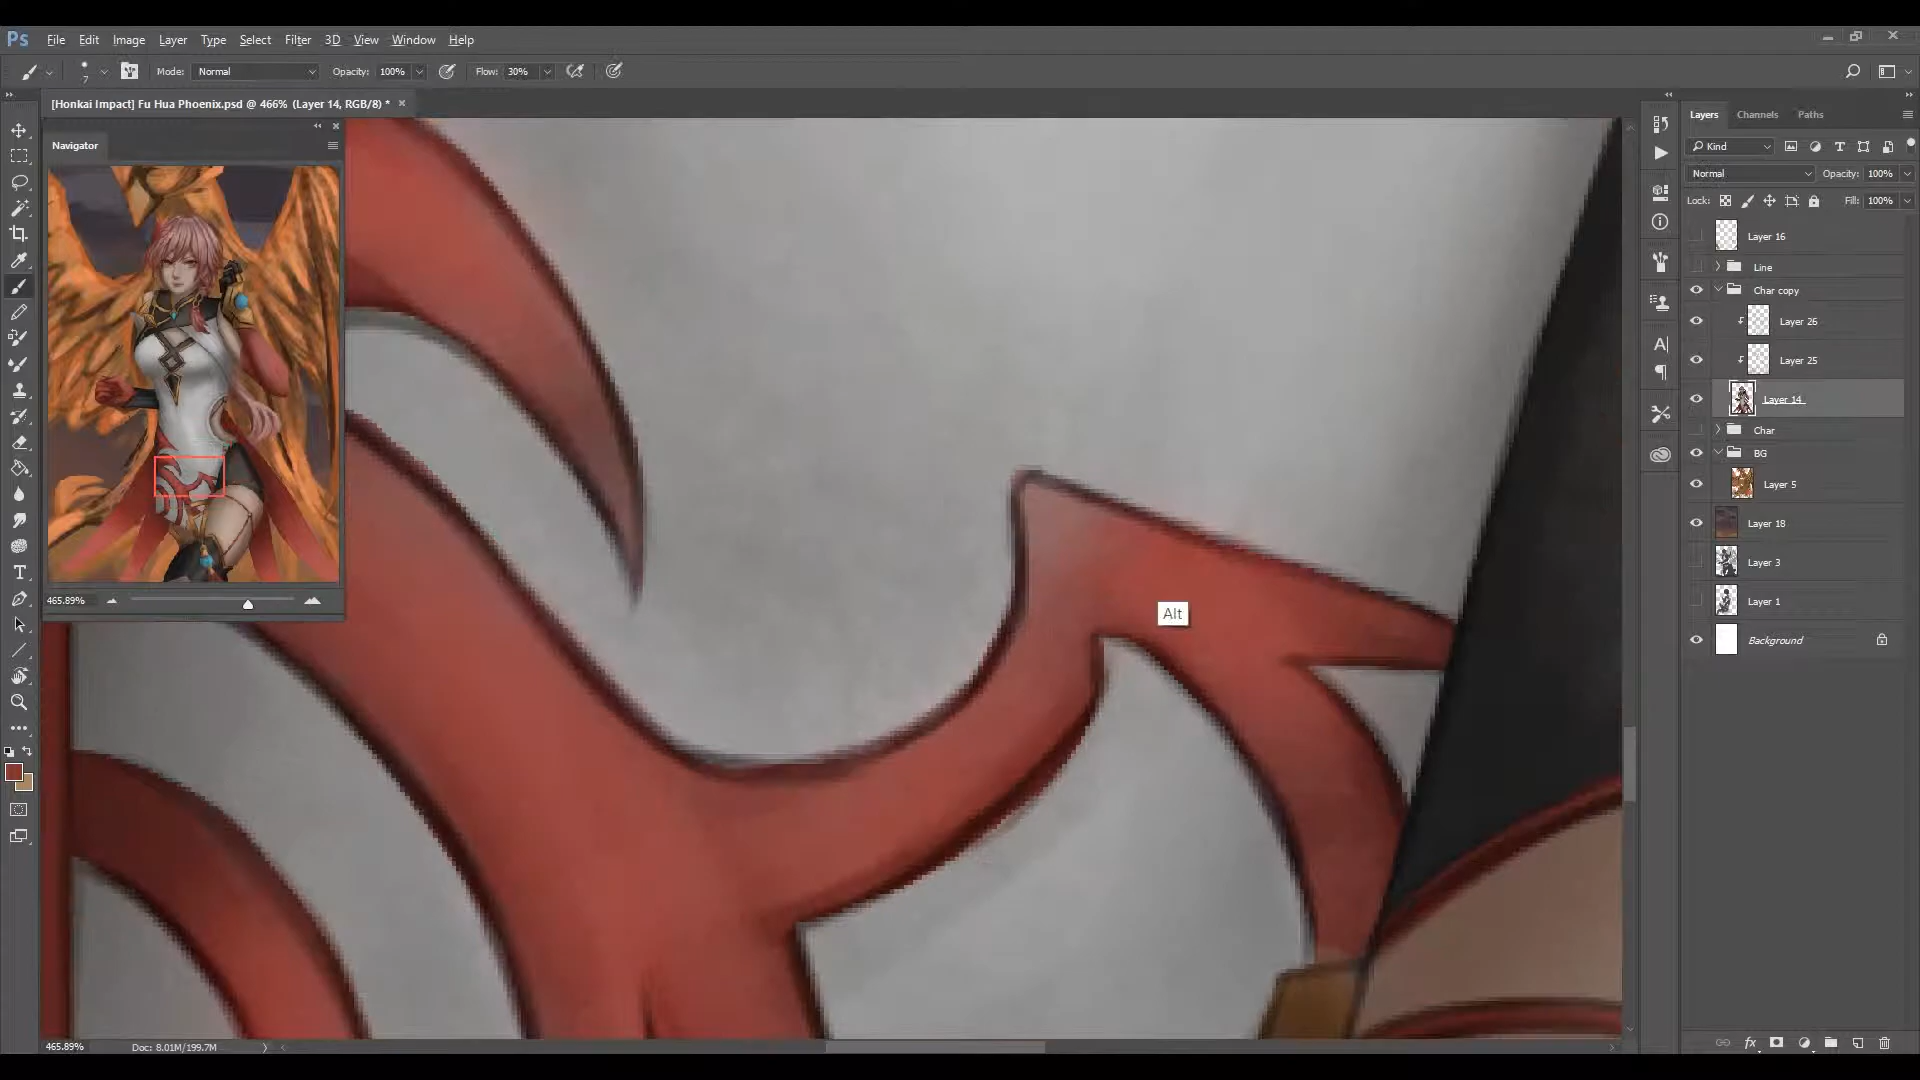 Ps File Edit Image Layer Type Select Filter 3D View Window Help
7 Mode: Normal Opacity: 100% Flow: 30%
[Honkai Impact] Fu Hua Phoenix.psd @ 466% (Layer 14, RGB/8) *
Navigator
465.89%
Alt
465.89% Doc: 8.01M/199.7M
Layers Channels Paths
Kind
Normal Opacity: 100%
Lock: Fill: 100%
Layer 16
Line
Char copy
Layer 26
Layer 25
Layer 14
Char
BG
Layer 5
Layer 18
Layer 3
Layer 1
Background
fx